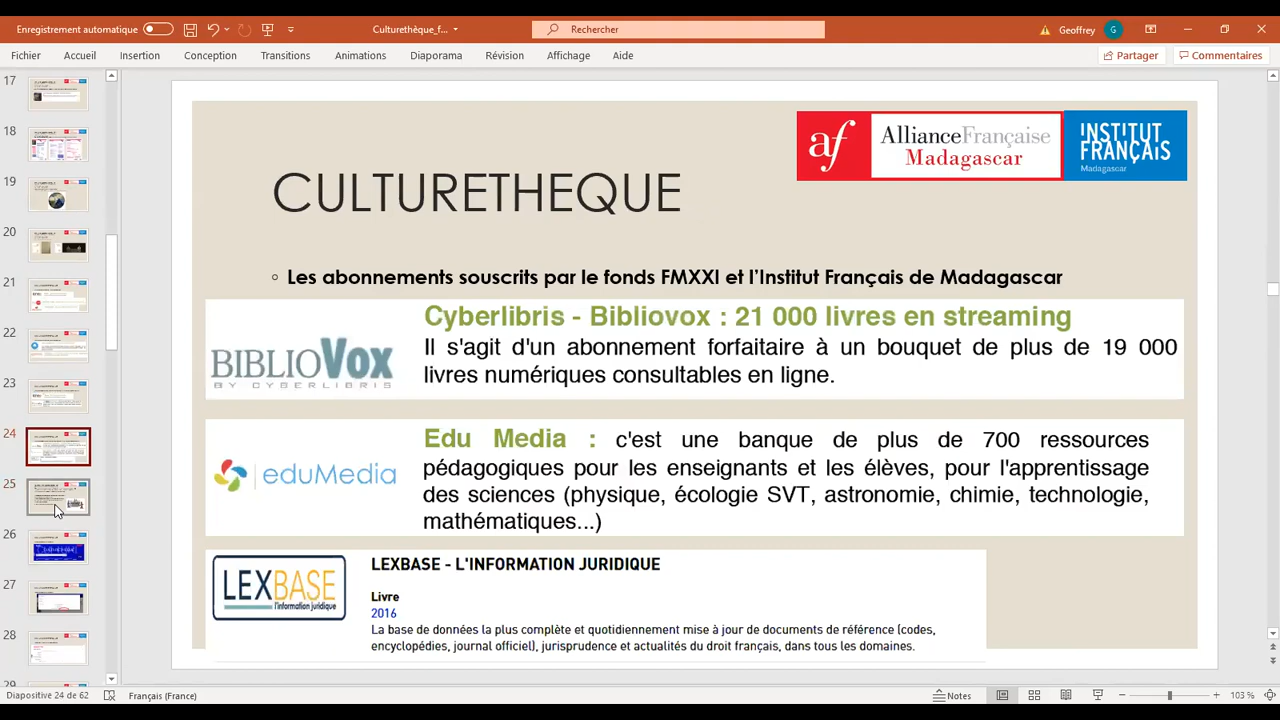 Enregistrement automatique
Culturethèque_f...
Rechercher
Geoffrey
G
Fichier
Accueil
Insertion
Conception
Transitions
Animations
Diaporama
Révision
Affichage
Aide
Partager
Commentaires
17
18
19
20
21
22
23
24
25
26
27
28
29
af
AllianceFrançaise
Madagascar
INSTITUT
FRANÇAIS
Madagascar
CULTURETHEQUE
◦ Les abonnements souscrits par le fonds FMXXI et l'Institut Français de Madagascar
BIBLIOVOX
BY CYBERLIBRIS
Cyberlibris - Bibliovox : 21 000 livres en streaming
Il s'agit d'un abonnement forfaitaire à un bouquet de plus de 19 000
livres numériques consultables en ligne.
eduMedia
Edu Media : c'est une banque de plus de 700 ressources
pédagogiques pour les enseignants et les élèves, pour l'apprentissage
des sciences (physique, écologie SVT, astronomie, chimie, technologie,
mathématiques...)
LEXBASE
l'information juridique
LEXBASE - L'INFORMATION JURIDIQUE
Livre
2016
La base de données la plus complète et quotidiennement mise à jour de documents de référence (codes,
encyclopédies, journal officiel), jurisprudence et actualités du droit français, dans tous les domaines.
Diapositive 24 de 62
Français (France)
Notes
103 %